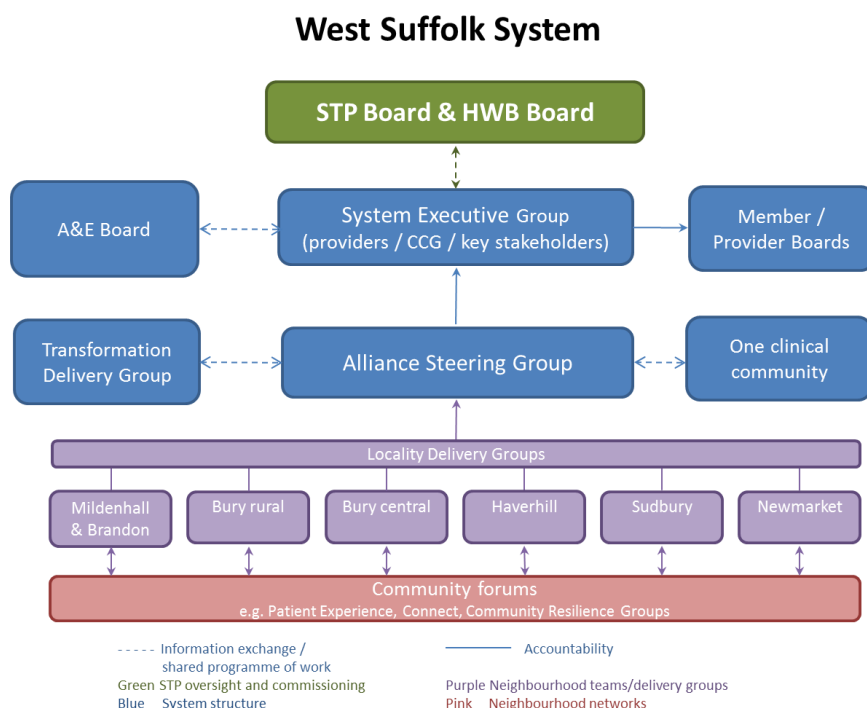 West Suffolk System
STP Board & HWB Board
A&E Board
System Executive Group
(providers / CCG / key stakeholders)
Member /
Provider Boards
Transformation
Delivery Group
Alliance Steering Group
One clinical
community
Locality Delivery Groups
Mildenhall
& Brandon
Bury rural
Bury central
Haverhill
Sudbury
Newmarket
Community forums
e.g. Patient Experience, Connect, Community Resilience Groups
Information exchange /
shared programme of work
Accountability
Green STP oversight and commissioning
Purple Neighbourhood teams/delivery groups
Blue System structure
Pink Neighbourhood networks